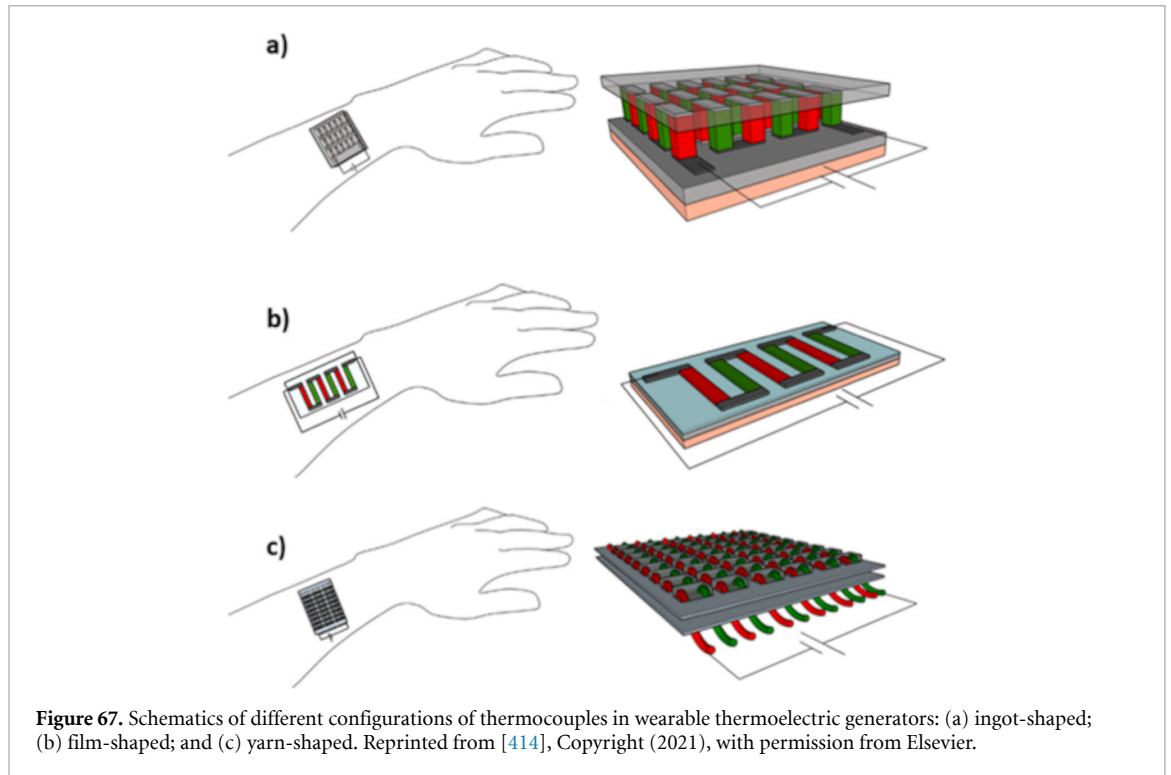 a)
b)
c)
Figure 67. Schematics of different configurations of thermocouples in wearable thermoelectric generators: (a) ingot-shaped;
(b) film-shaped; and (c) yarn-shaped. Reprinted from [414], Copyright (2021), with permission from Elsevier.